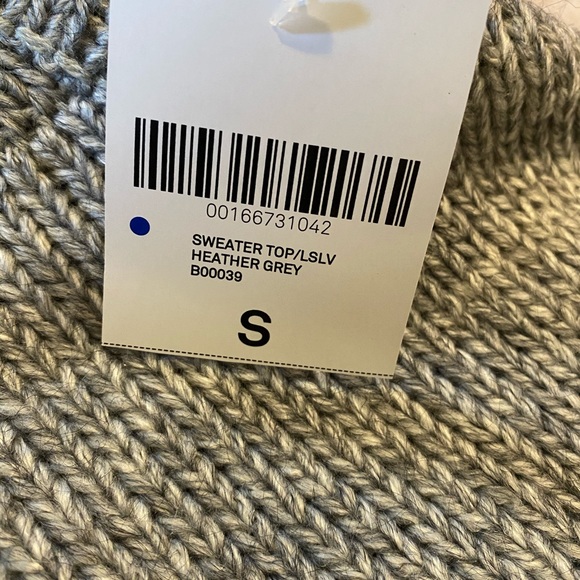 00166731042
SWEATER TOP/LSLV
HEATHER GREY
B00039
S